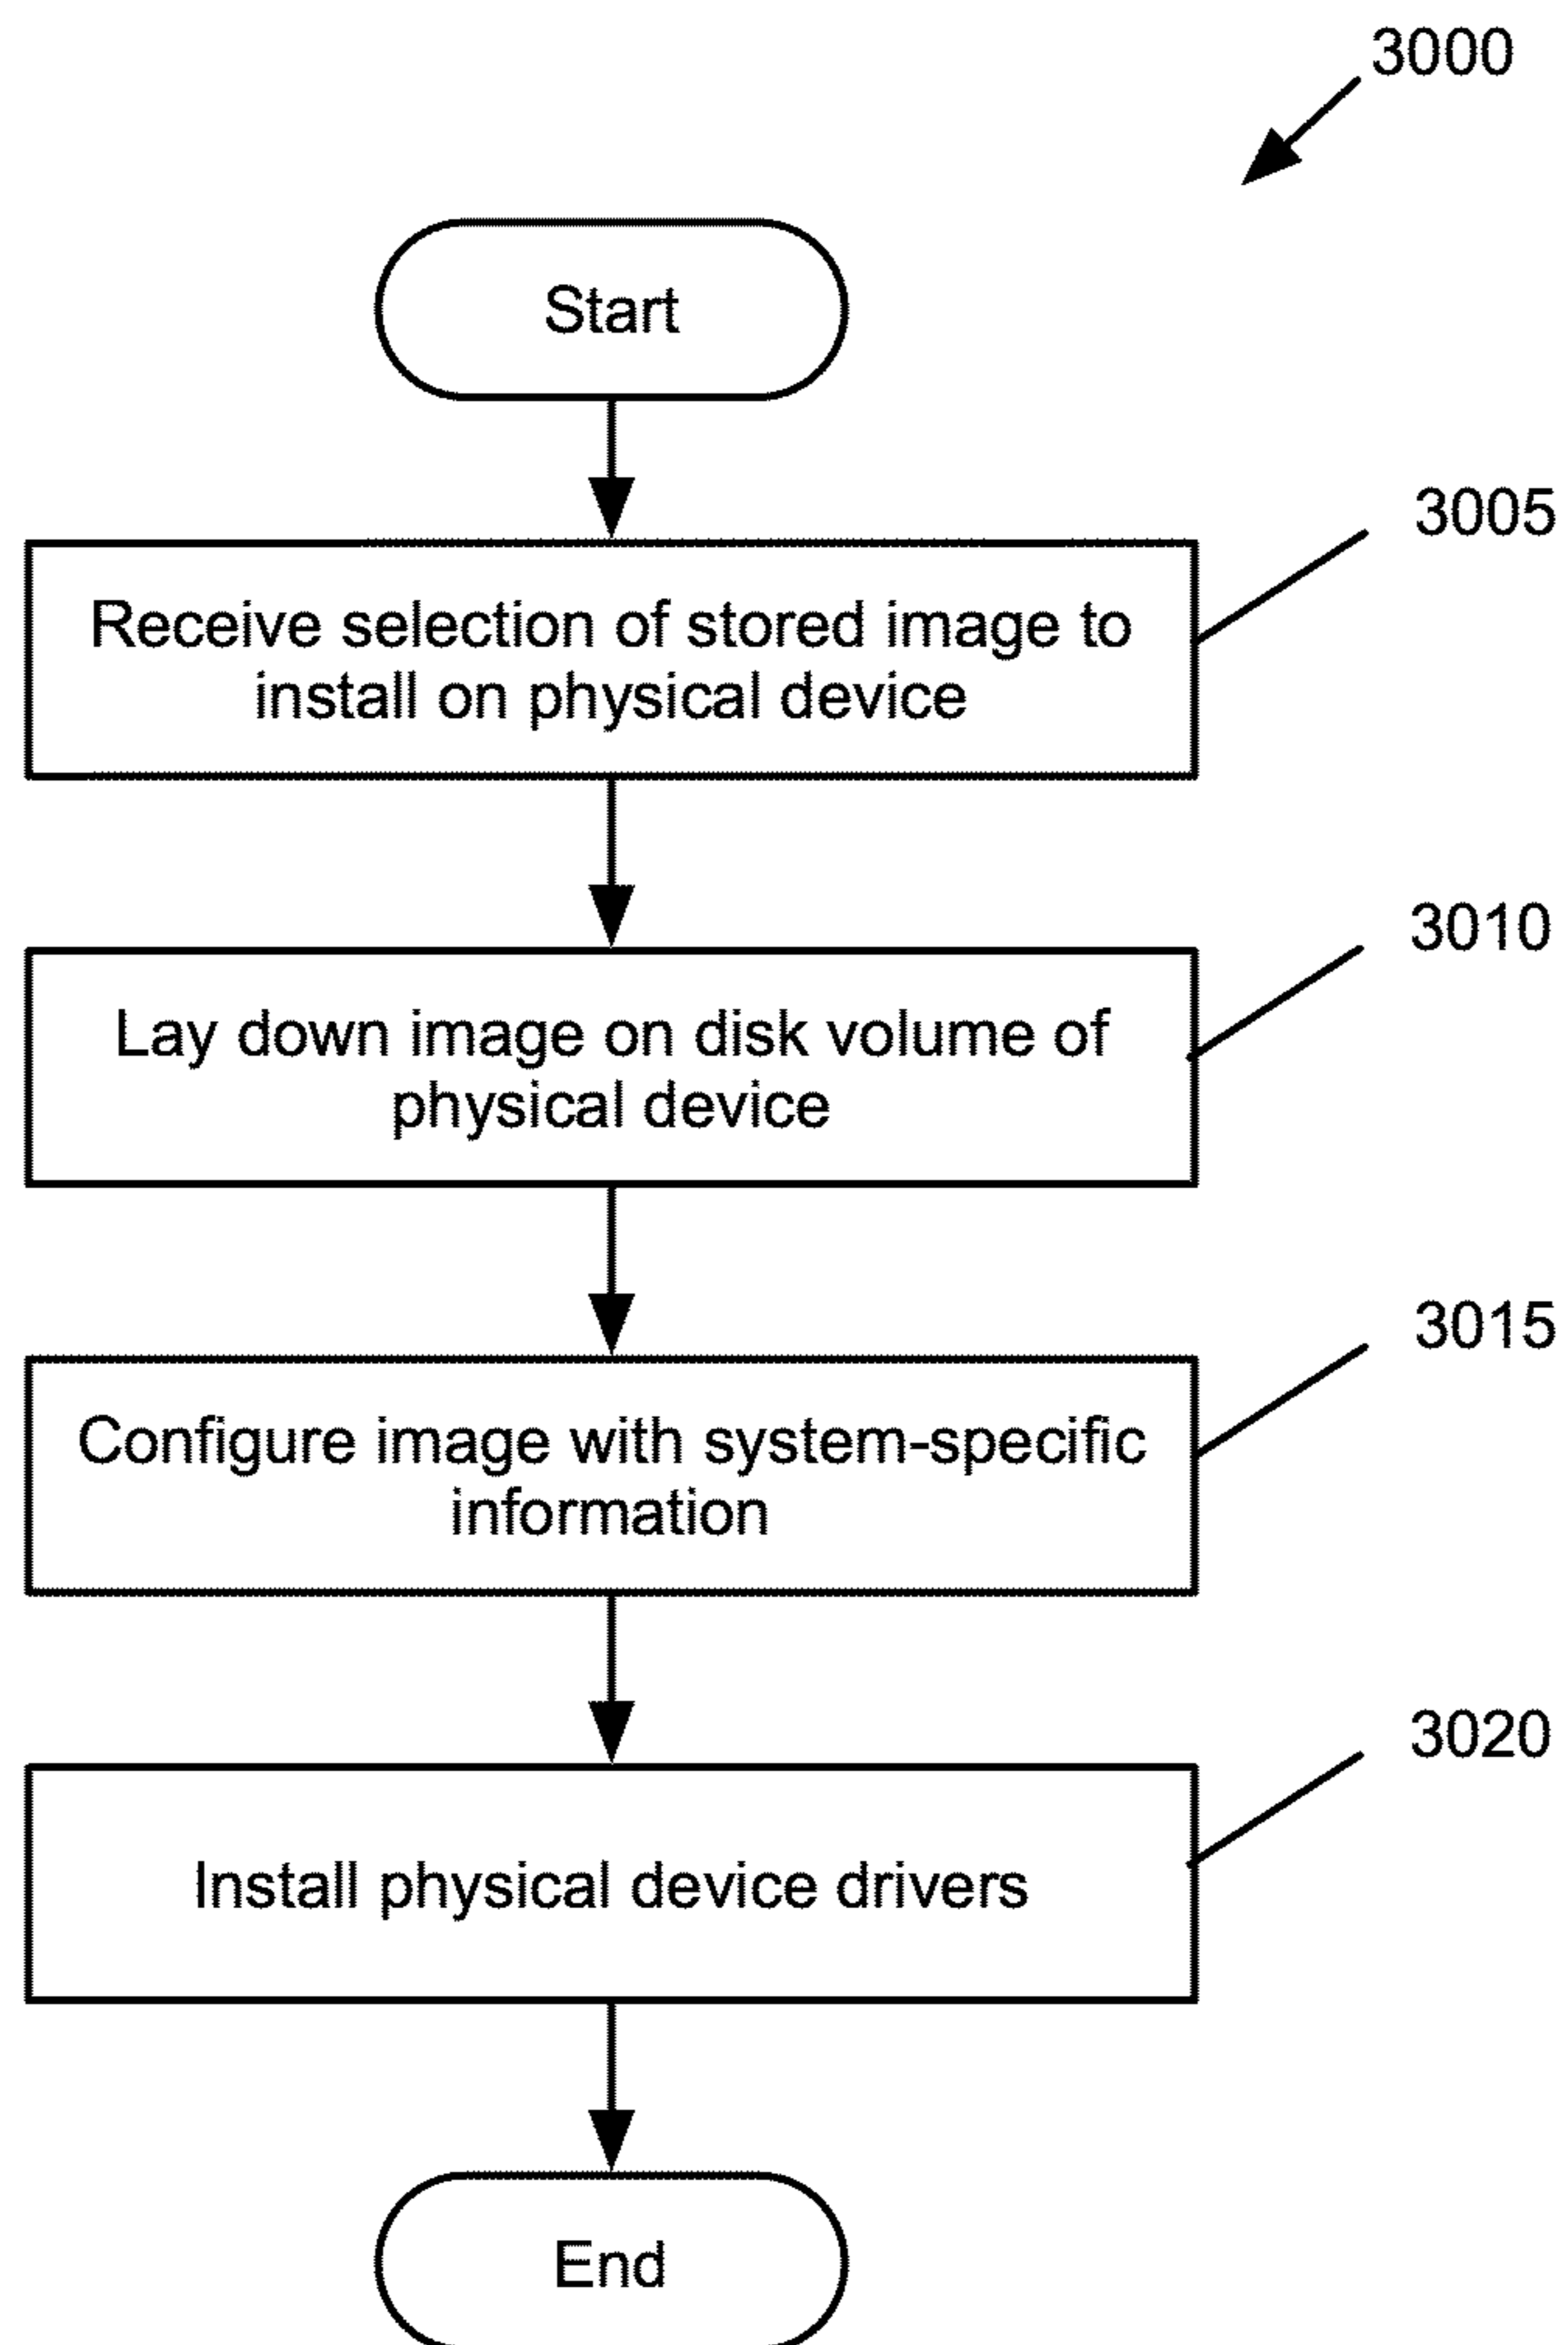 3000
Start
3005
Receive selection of stored image to
install on physical device
3010
Lay down image on disk volume of
physical device
3015
Configure image with system-specific
information
3020
Install physical device drivers
End